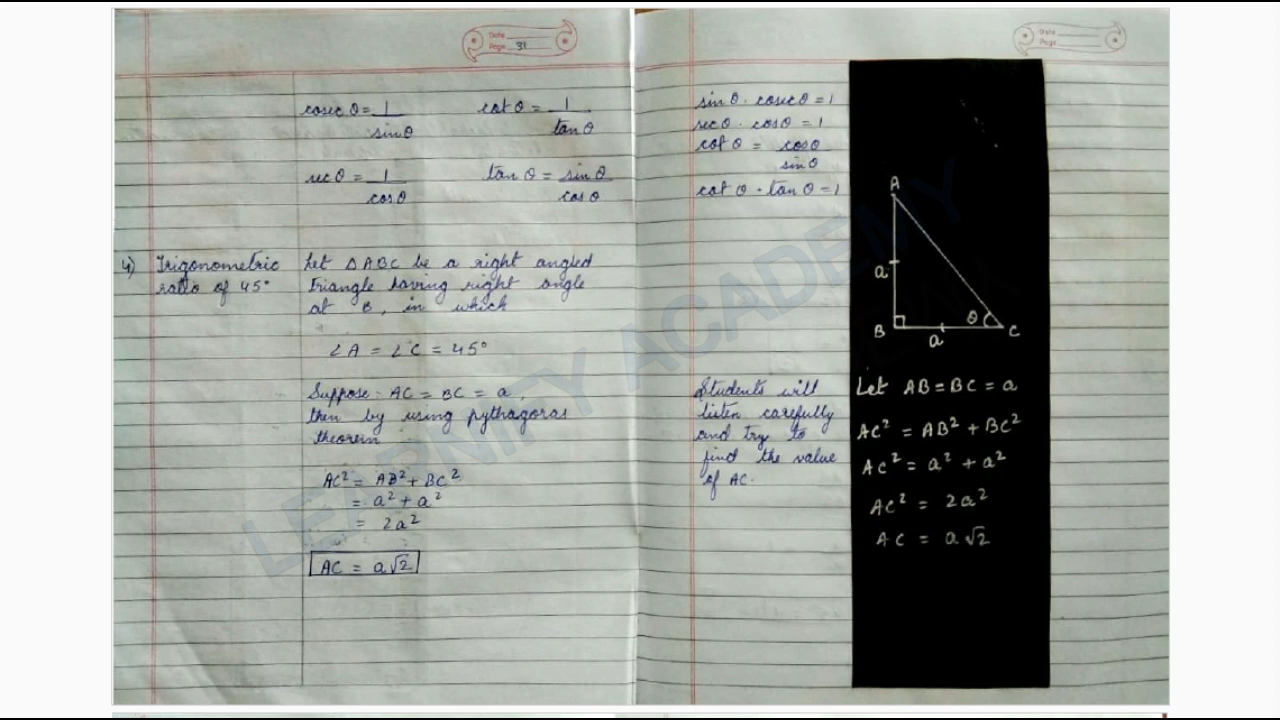 Date
Page 31
cosec θ = 1/sin θ cot θ = 1/tan θ
sec θ = 1/cos θ tan θ = sin θ/cos θ
4) Trigonometric ratio of 45°
Let △ABC be a right angled
triangle having right angle
at B, in which
∠A = ∠C = 45°
Suppose AC = BC = a,
then by using pythagoras
theorem
AC² = AB² + BC²
= a² + a²
= 2a²
AC = a√2
Date
Page
sin θ · cosec θ = 1
sec θ · cos θ = 1
cot θ = cos θ/sin θ
cot θ · tan θ = 1
Students will
listen carefully
and try to
find the value
of AC.
A
a
B
θ
C
a
Let AB = BC = a
AC² = AB² + BC²
AC² = a² + a²
AC² = 2a²
AC = a√2
LEARNIFY ACADEMY